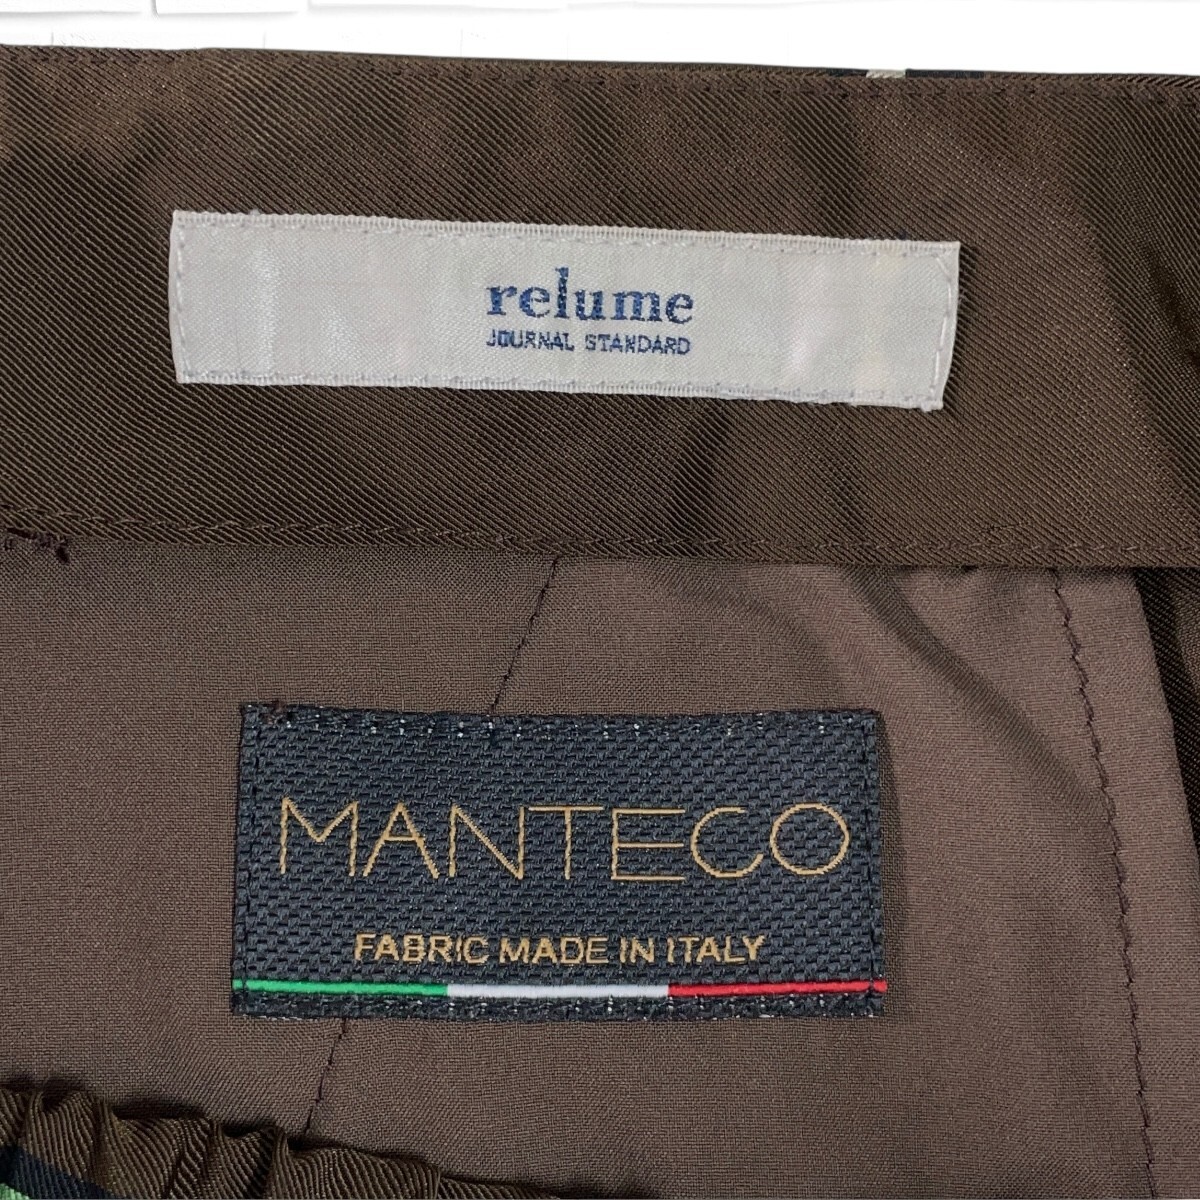 relume
JOURNAL STANDARD
MANTECO
FABRIC MADE IN ITALY